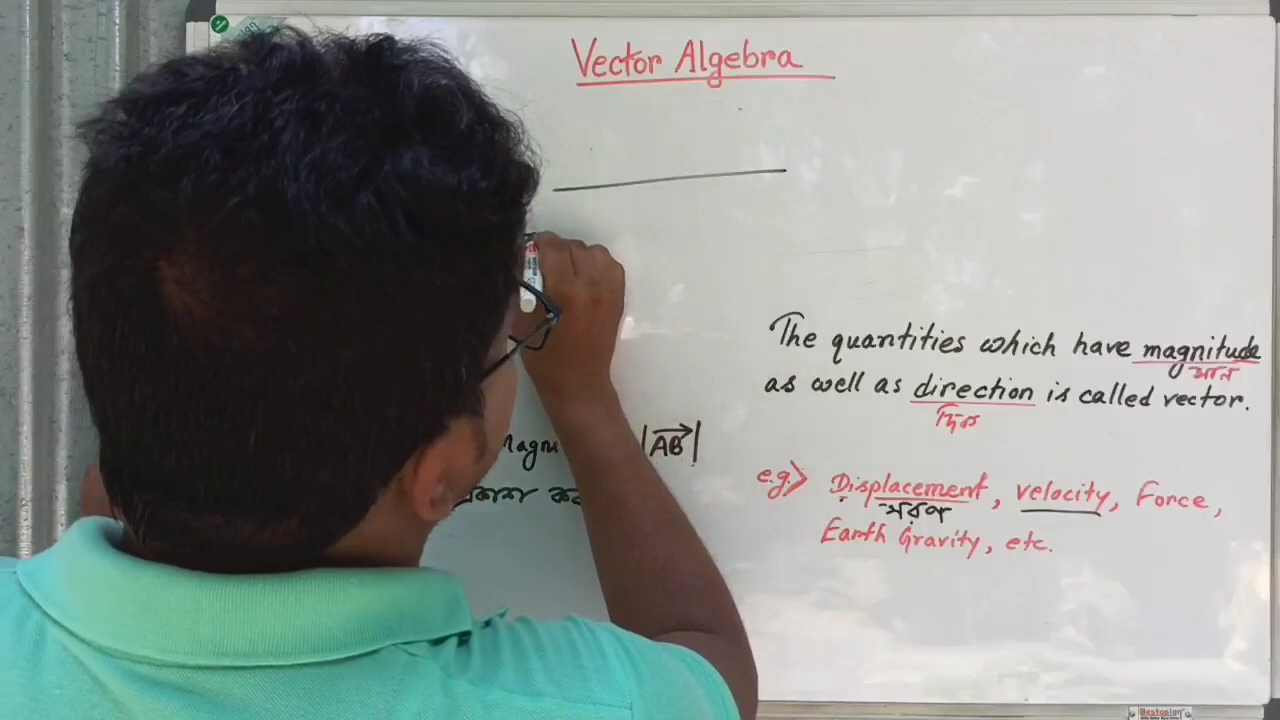 Vector Algebra
The quantities which have magnitude
মান
as well as direction is called vector.
দিক
|AB|
e.g.> Displacement, velocity, Force,
সরণ
Earth Gravity, etc.